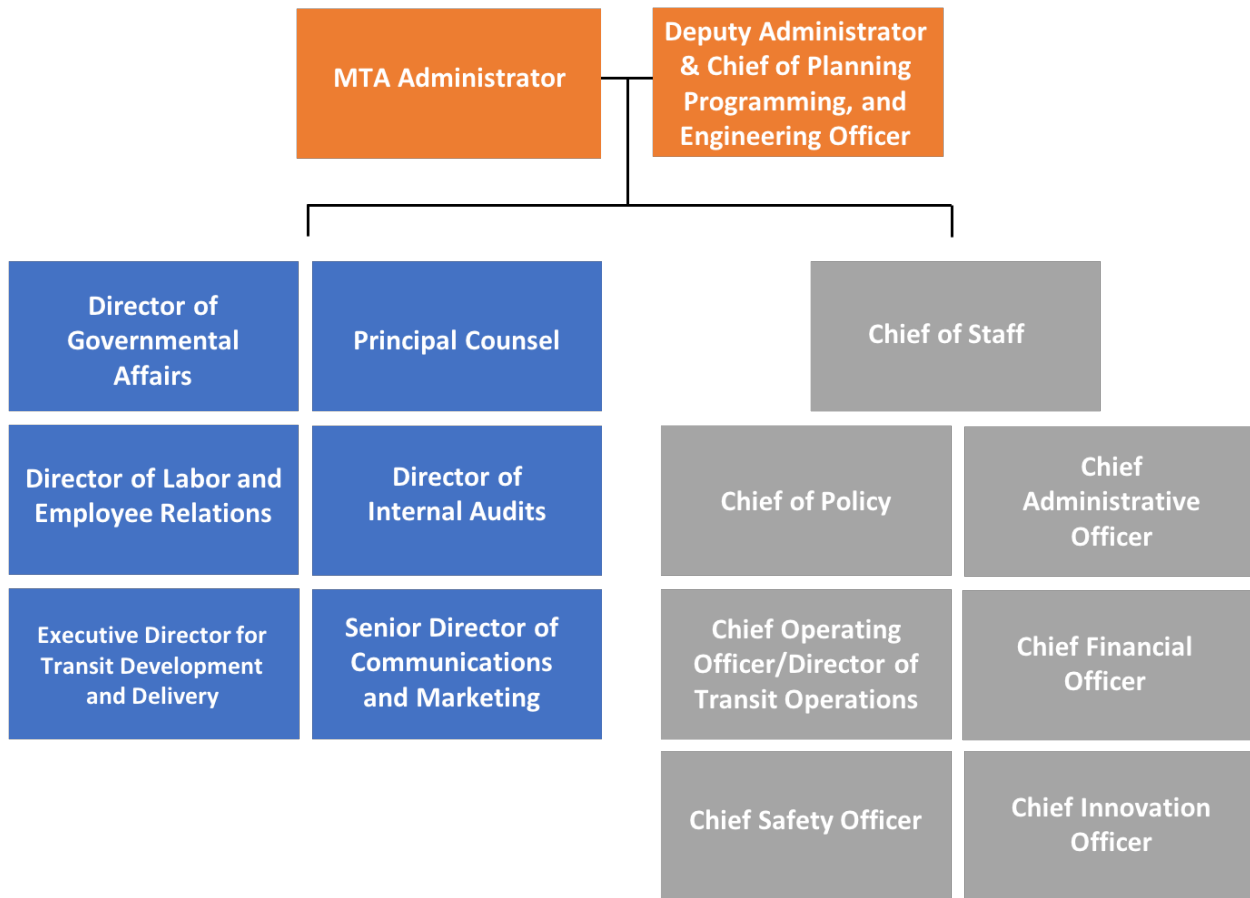 MTA Administrator
Deputy Administrator
& Chief of Planning
Programming, and
Engineering Officer
Director of
Governmental
Affairs
Principal Counsel
Chief of Staff
Director of Labor and
Employee Relations
Director of
Internal Audits
Chief of Policy
Chief
Administrative
Officer
Executive Director for
Transit Development
and Delivery
Senior Director of
Communications
and Marketing
Chief Operating
Officer/Director of
Transit Operations
Chief Financial
Officer
Chief Safety Officer
Chief Innovation
Officer